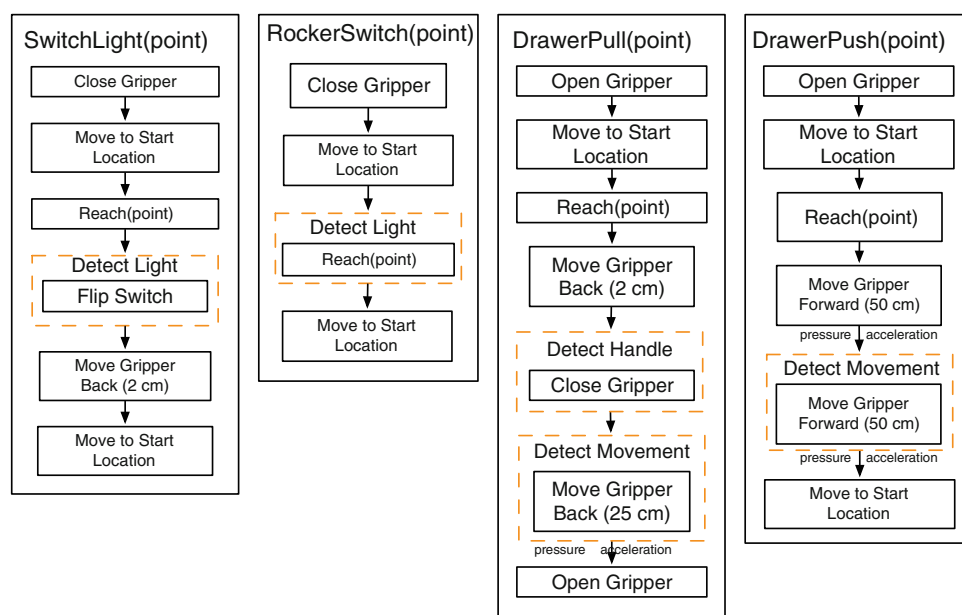 SwitchLight(point)
Close Gripper
Move to Start
Location
Reach(point)
Detect Light
Flip Switch
Move Gripper
Back (2 cm)
Move to Start
Location
RockerSwitch(point)
Close Gripper
Move to Start
Location
Detect Light
Reach(point)
Move to Start
Location
DrawerPull(point)
Open Gripper
Move to Start
Location
Reach(point)
Move Gripper
Back (2 cm)
Detect Handle
Close Gripper
Detect Movement
Move Gripper
Back (25 cm)
pressure acceleration
Open Gripper
DrawerPush(point)
Open Gripper
Move to Start
Location
Reach(point)
Move Gripper
Forward (50 cm)
pressure acceleration
Detect Movement
Move Gripper
Forward (50 cm)
pressure acceleration
Move to Start
Location